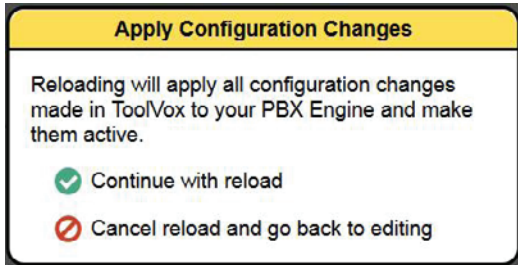 Apply Configuration Changes
Reloading will apply all configuration changes
made in ToolVox to your PBX Engine and make
them active.
Continue with reload
Cancel reload and go back to editing